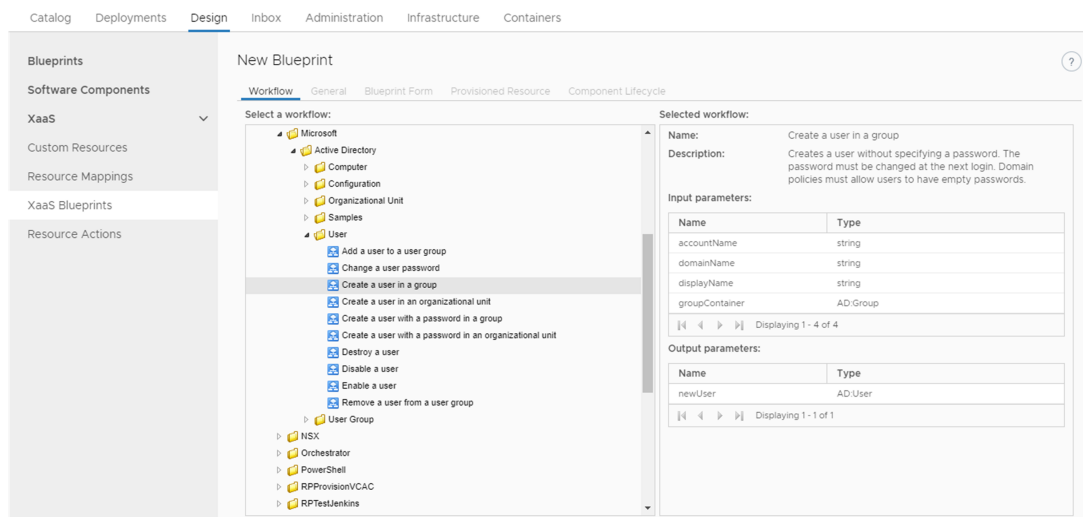 Catalog Deployments Design Inbox Administration Infrastructure Containers
Blueprints
Software Components
XaaS
Custom Resources
Resource Mappings
XaaS Blueprints
Resource Actions
New Blueprint
?
Workflow General Blueprint Form Provisioned Resource Component Lifecycle
Select a workflow:
Microsoft
Active Directory
Computer
Configuration
Organizational Unit
Samples
User
Add a user to a user group
Change a user password
Create a user in a group
Create a user in an organizational unit
Create a user with a password in a group
Create a user with a password in an organizational unit
Destroy a user
Disable a user
Enable a user
Remove a user from a user group
User Group
NSX
Orchestrator
PowerShell
RPProvisionVCAC
RPTestJenkins
Selected workflow:
Name: Create a user in a group
Description: Creates a user without specifying a password. The
password must be changed at the next login. Domain
policies must allow users to have empty passwords.
Input parameters:
Name Type
accountName string
domainName string
displayName string
groupContainer AD:Group
Displaying 1 - 4 of 4
Output parameters:
Name Type
newUser AD:User
Displaying 1 - 1 of 1